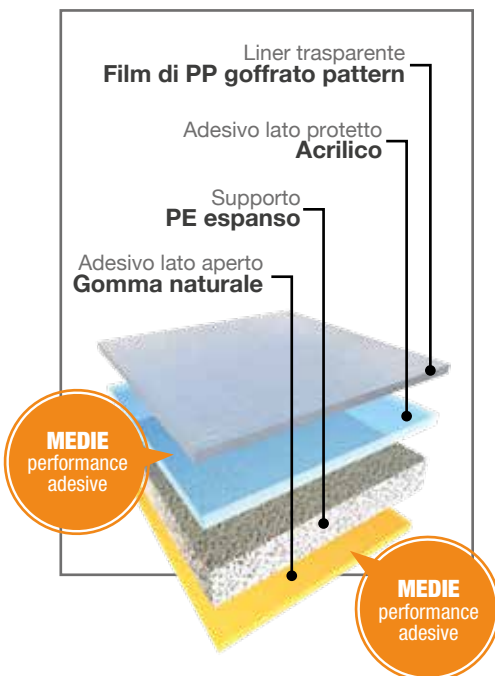 Liner trasparente
Film di PP goffrato pattern
Adesivo lato protetto
Acrilico
Supporto
PE espanso
Adesivo lato aperto
Gomma naturale
MEDIE
performance
adesive
MEDIE
performance
adesive